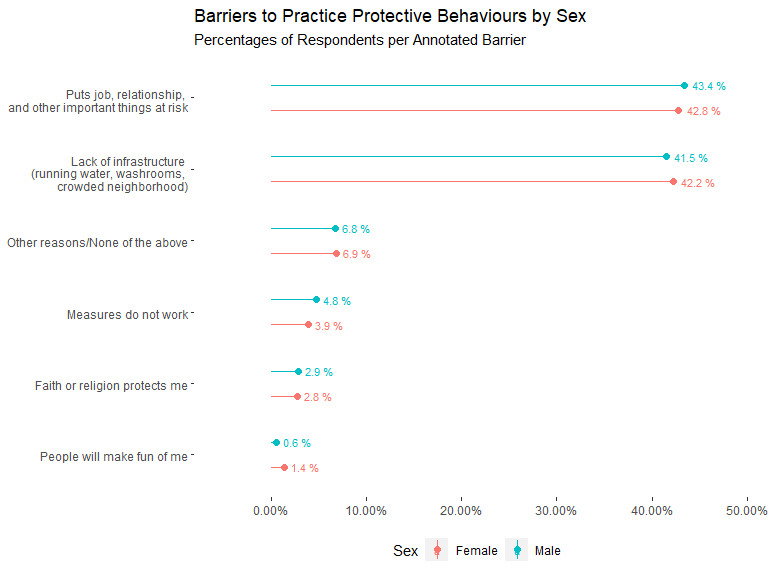 Barriers to Practice Protective Behaviours by Sex
Percentages of Respondents per Annotated Barrier
Puts job, relationship,
and other important things at risk
43.4 %
42.8 %
Lack of infrastructure
(running water, washrooms,
crowded neighborhood)
41.5 %
42.2 %
Other reasons/None of the above
6.8 %
6.9 %
Measures do not work
4.8 %
3.9 %
Faith or religion protects me
2.9 %
2.8 %
People will make fun of me
0.6 %
1.4 %
0.00% 10.00% 20.00% 30.00% 40.00% 50.00%
Sex Female Male